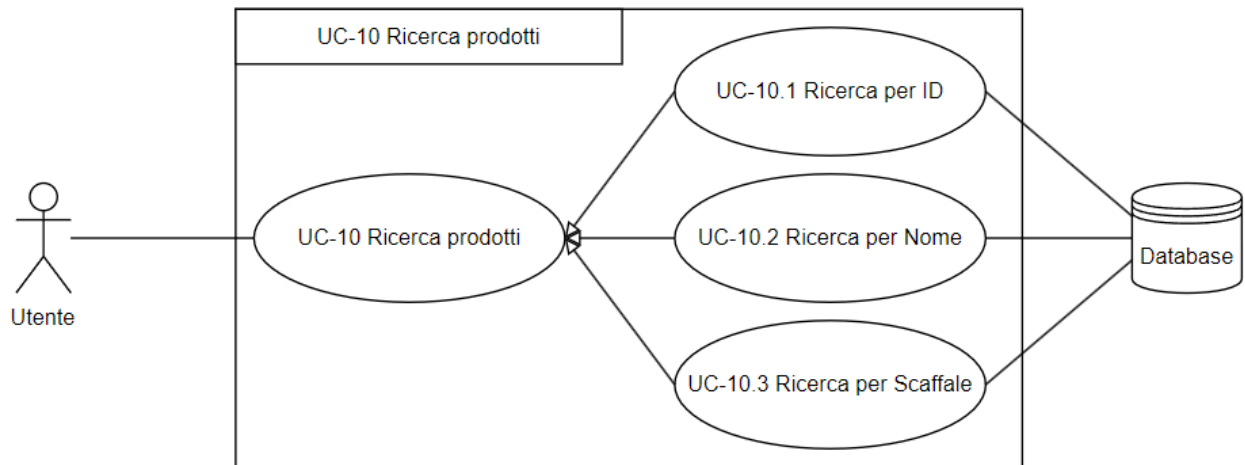 UC-10 Ricerca prodotti
UC-10.1 Ricerca per ID
UC-10 Ricerca prodotti
UC-10.2 Ricerca per Nome
Database
Utente
UC-10.3 Ricerca per Scaffale